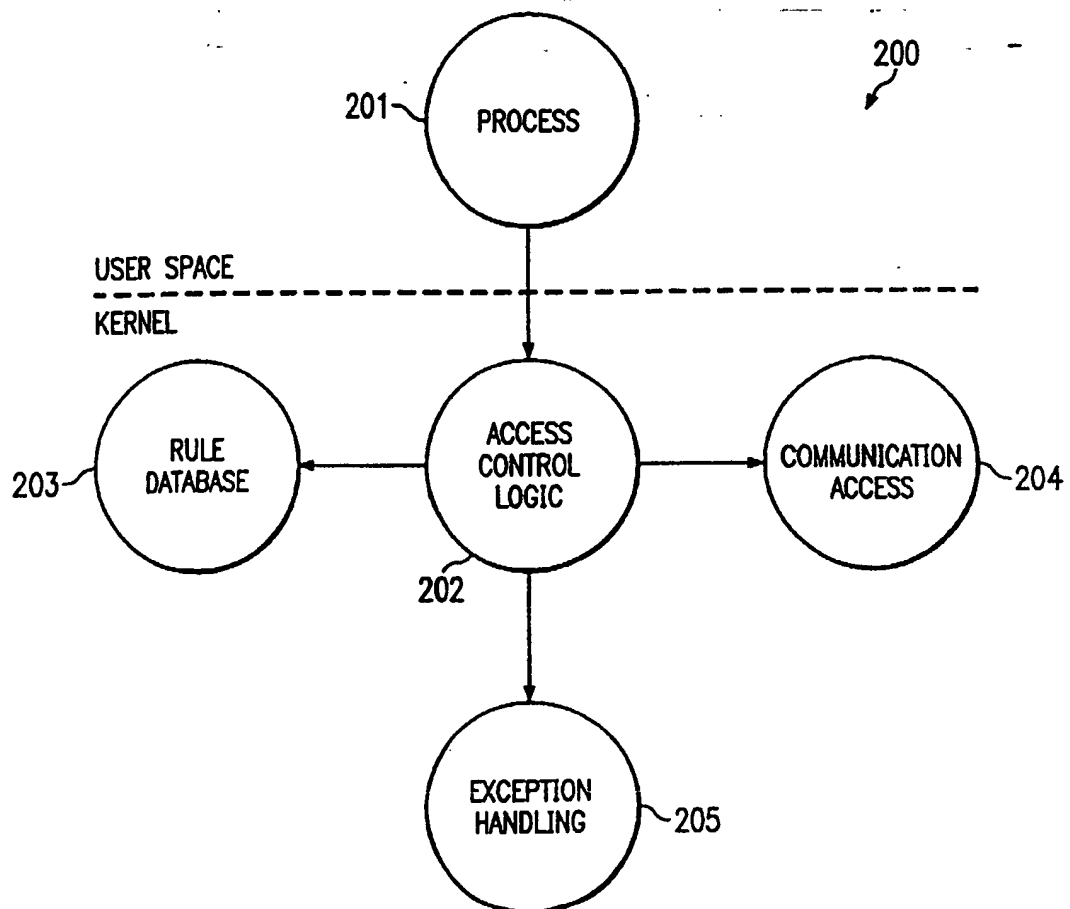 200
201
PROCESS
USER SPACE
KERNEL
203
RULE
DATABASE
ACCESS
CONTROL
LOGIC
202
COMMUNICATION
ACCESS
204
EXCEPTION
HANDLING
205